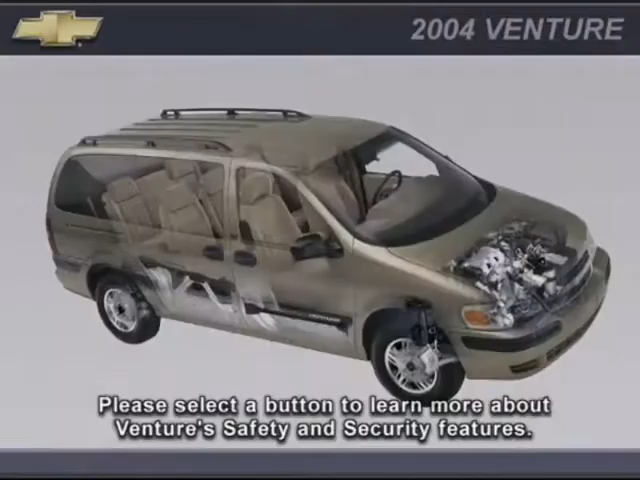 2004 VENTURE
Please select a button to learn more about
Venture's Safety and Security features.